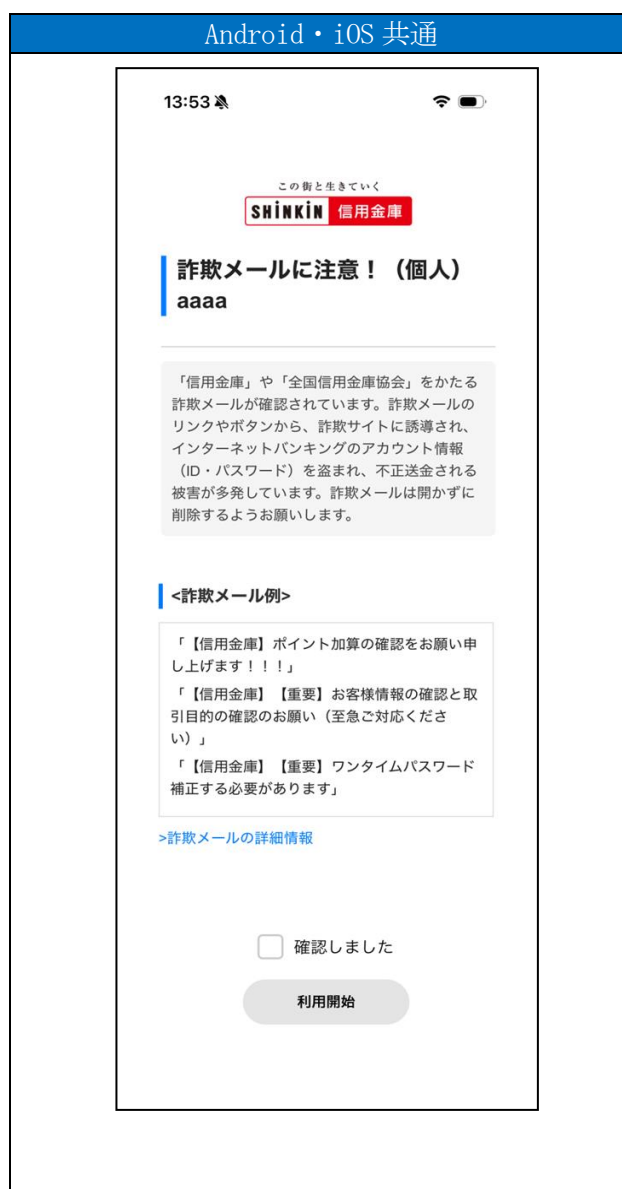 Android・iOS 共通
13:53
この街と生きていく
SHiNKiN 信用金庫
詐欺メールに注意！（個人）
aaaa
「信用金庫」や「全国信用金庫協会」をかたる
詐欺メールが確認されています。詐欺メールの
リンクやボタンから、詐欺サイトに誘導され、
インターネットバンキングのアカウント情報
（ID・パスワード）を盗まれ、不正送金される
被害が多発しています。詐欺メールは開かずに
削除するようお願いします。
<詐欺メール例>
「【信用金庫】ポイント加算の確認をお願い申
し上げます！！！」
「【信用金庫】【重要】お客様情報の確認と取
引目的の確認のお願い（至急ご対応くださ
い）」
「【信用金庫】【重要】ワンタイムパスワード
補正する必要があります」
>詐欺メールの詳細情報
確認しました
利用開始